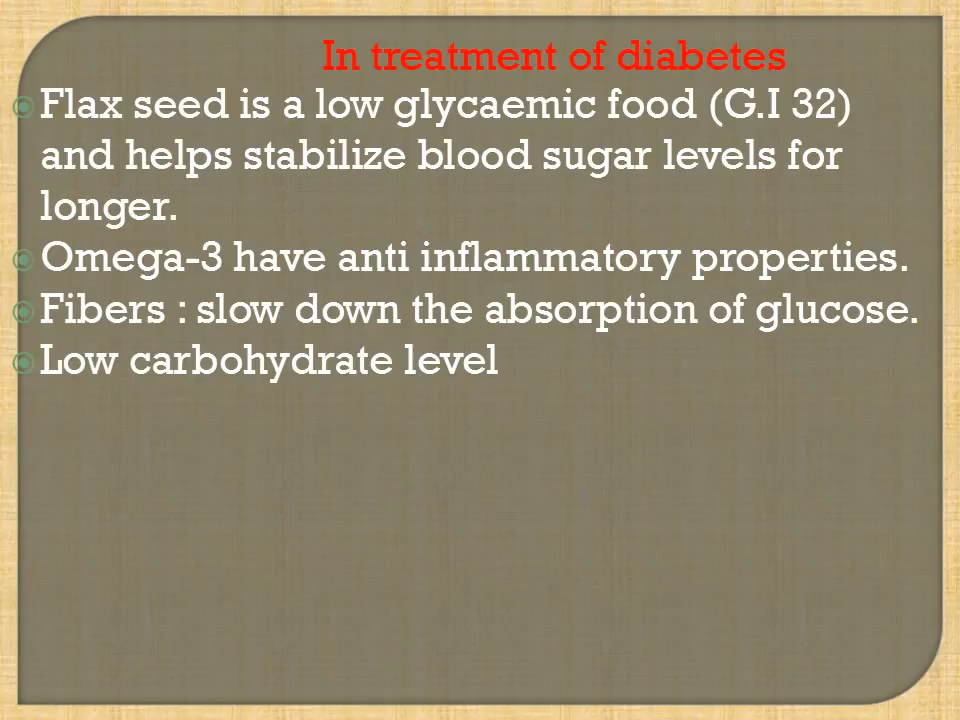 In treatment of diabetes
Flax seed is a low glycaemic food (G.I 32)
and helps stabilize blood sugar levels for
longer.
Omega-3 have anti inflammatory properties.
Fibers : slow down the absorption of glucose.
Low carbohydrate level